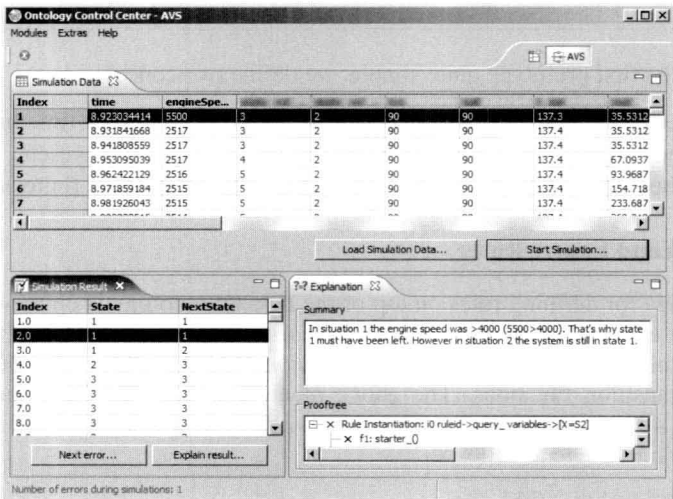 Ontology Control Center - AVS
Modules Extras Help
AVS
Simulation Data
Index time engineSpe...
1 8.923034414 5500 3 2 90 90 137.3 35.5312
2 8.931841668 2517 3 2 90 90 137.4 35.5312
3 8.941808559 2517 3 2 90 90 137.4 35.5312
4 8.953095039 2517 4 2 90 90 137.4 67.0937
5 8.962422129 2516 5 2 90 90 137.4 93.9687
6 8.971859184 2515 5 2 90 90 137.4 154.718
7 8.981926043 2515 5 2 90 90 137.4 233.687
Load Simulation Data... Start Simulation...
Simulation Result
Index State NextState
1.0 1 1
2.0 1 1
3.0 1 2
4.0 2 3
5.0 3 3
6.0 3 3
7.0 3 3
8.0 3 3
Next error... Explain result...
?=? Explanation
Summary
In situation 1 the engine speed was >4000 (5500>4000). That's why state
1 must have been left. However in situation 2 the system is still in state 1.
Prooftree
Rule Instantiation: i0 ruleid->query_ variables->[X=S2]
f1: starter_()
Number of errors during simulations: 1